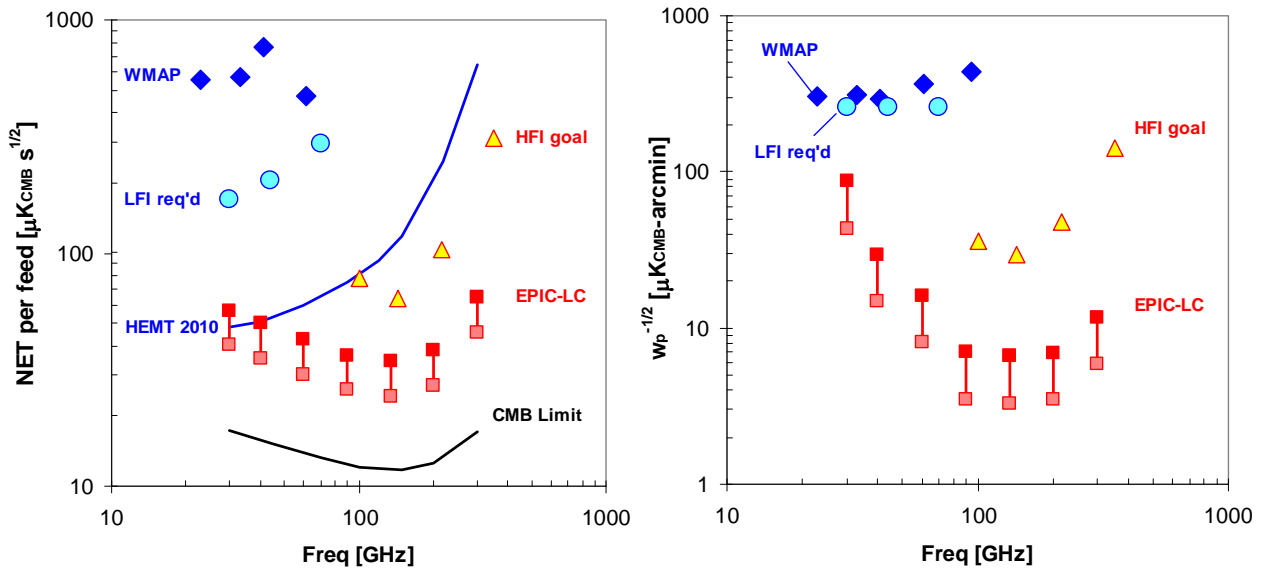 1000
100
10
NET per feed [μKCMB s1/2]
WMAP
LFI req'd
HEMT 2010
HFI goal
EPIC-LC
CMB Limit
10
100
1000
Freq [GHz]
1000
100
10
1
wp-1/2 [μKCMB-arcmin]
WMAP
LFI req'd
HFI goal
EPIC-LC
10
100
1000
Freq [GHz]